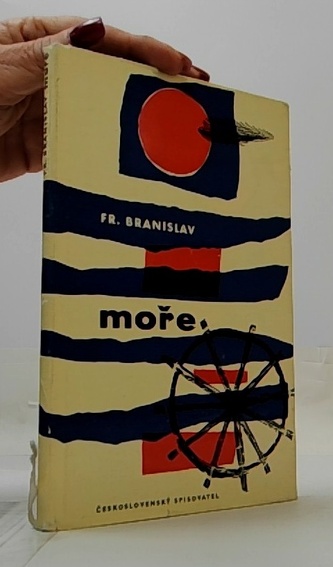 FR. BRANISLAV
moře
ČESKOSLOVENSKÝ SPISOVATEL